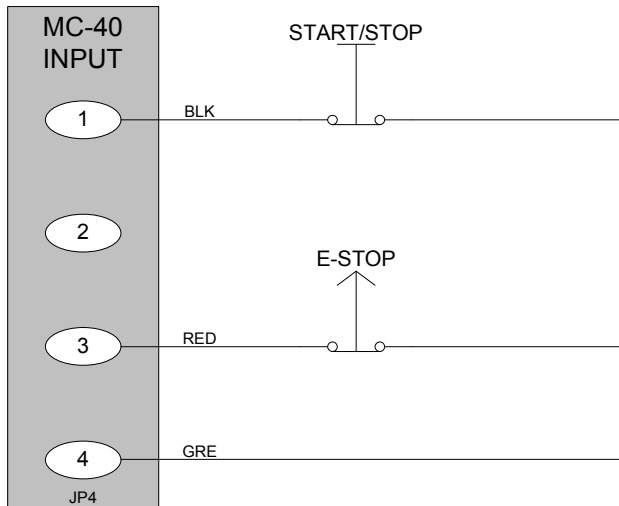 MC-40
INPUT
START/STOP
1
BLK
2
E-STOP
3
RED
4
GRE
JP4